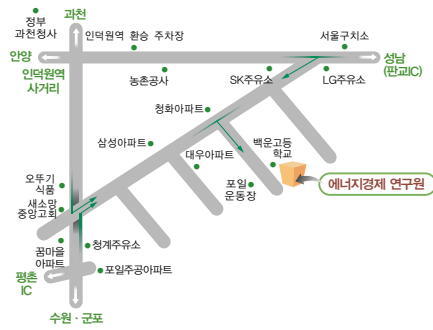 과천
정부
과천청사
인덕원역 환승 주차장
서울구치소
안양
성남
(판교IC)
인덕원역
사거리
농촌공사
SK주유소
LG주유소
청화아파트
삼성아파트
대우아파트
백운고등
학교
오뚜기
식품
포일
운동장
에너지경제 연구원
새소망
중앙고회
청계주유소
꿈마을
아파트
포일주공아파트
평촌
IC
수원 · 군포